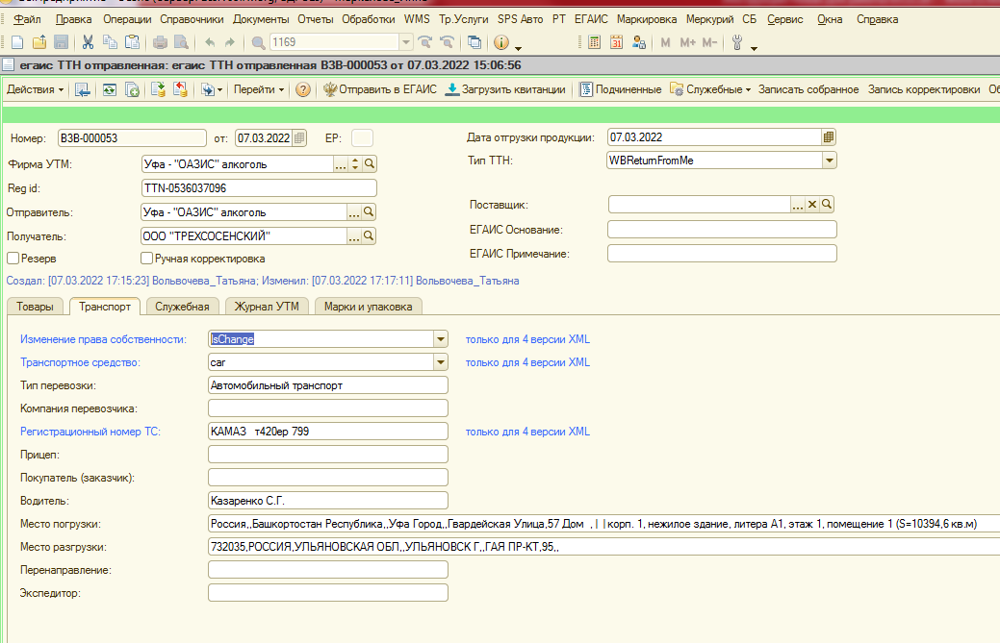 Файл Правка Операции Справочники Документы Отчеты Обработки WMS Тр.Услуги SPS Авто РТ ЕГАИС Маркировка Меркурий СБ Сервис Окна Справка
1169 M M+ M-
егаис ТТН отправленная: егаис ТТН отправленная ВЗВ-000053 от 07.03.2022 15:06:56
Действия Перейти Отправить в ЕГАИС Загрузить квитанции Подчиненные Служебные Записать собранное Запись корректировки
Номер: ВЗВ-000053 от: 07.03.2022 ЕР: Дата отгрузки продукции: 07.03.2022
Фирма УТМ: Уфа - "ОАЗИС" алкоголь Тип ТТН: WBReturnFromMe
Reg id: TTN-0536037096
Отправитель: Уфа - "ОАЗИС" алкоголь Поставщик:
Получатель: ООО "ТРЕХСОСЕНСКИЙ" ЕГАИС Основание:
Резерв Ручная корректировка ЕГАИС Примечание:
Создал: [07.03.2022 17:15:23] Вольвочева_Татьяна; Изменил: [07.03.2022 17:17:11] Вольвочева_Татьяна
Товары Транспорт Служебная Журнал УТМ Марки и упаковка
Изменение права собственности: IsChange только для 4 версии XML
Транспортное средство: car только для 4 версии XML
Тип перевозки: Автомобильный транспорт
Компания перевозчика:
Регистрационный номер ТС: КАМАЗ т420ер 799 только для 4 версии XML
Прицеп:
Покупатель (заказчик):
Водитель: Казаренко С.Г.
Место погрузки: Россия,,Башкортостан Республика,,Уфа Город,,Гвардейская Улица,57 Дом ,| | корп. 1, нежилое здание, литера А1, этаж 1, помещение 1 (S=10394,6 кв.м)
Место разгрузки: 732035,РОССИЯ,УЛЬЯНОВСКАЯ ОБЛ,,УЛЬЯНОВСК Г,,ГАЯ ПР-КТ,95,,
Перенаправление:
Экспедитор: